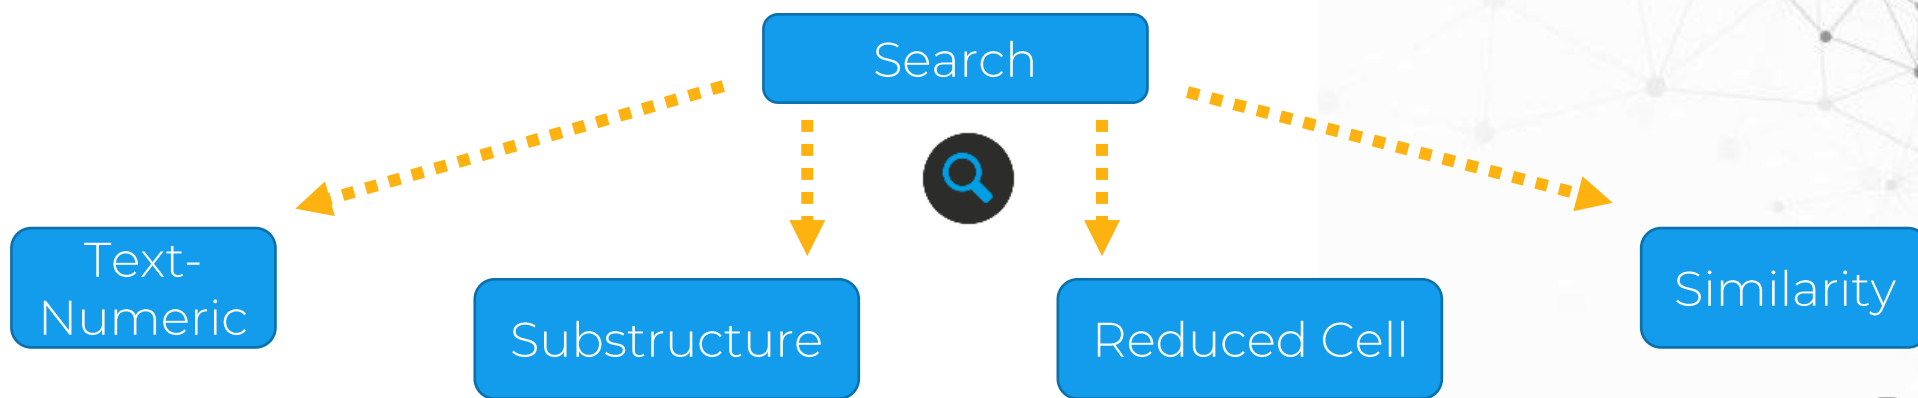 Search
Text-
Numeric
Substructure
Reduced Cell
Similarity